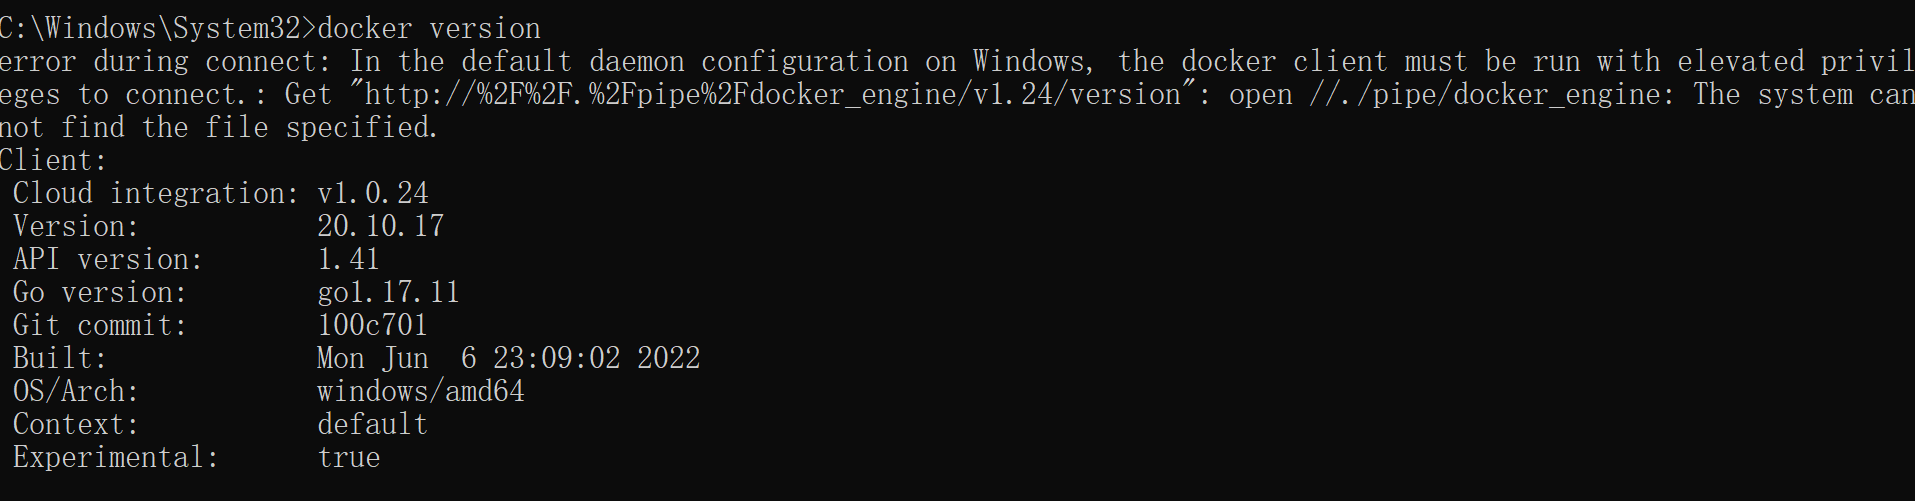 C:\Windows\System32>docker version
error during connect: In the default daemon configuration on Windows, the docker client must be run with elevated privil
eges to connect.: Get "http://%2F%2F.%2Fpipe%2Fdocker_engine/v1.24/version": open //./pipe/docker_engine: The system can
not find the file specified.
Client:
 Cloud integration: v1.0.24
 Version:           20.10.17
 API version:       1.41
 Go version:        go1.17.11
 Git commit:        100c701
 Built:             Mon Jun  6 23:09:02 2022
 OS/Arch:           windows/amd64
 Context:           default
 Experimental:      true